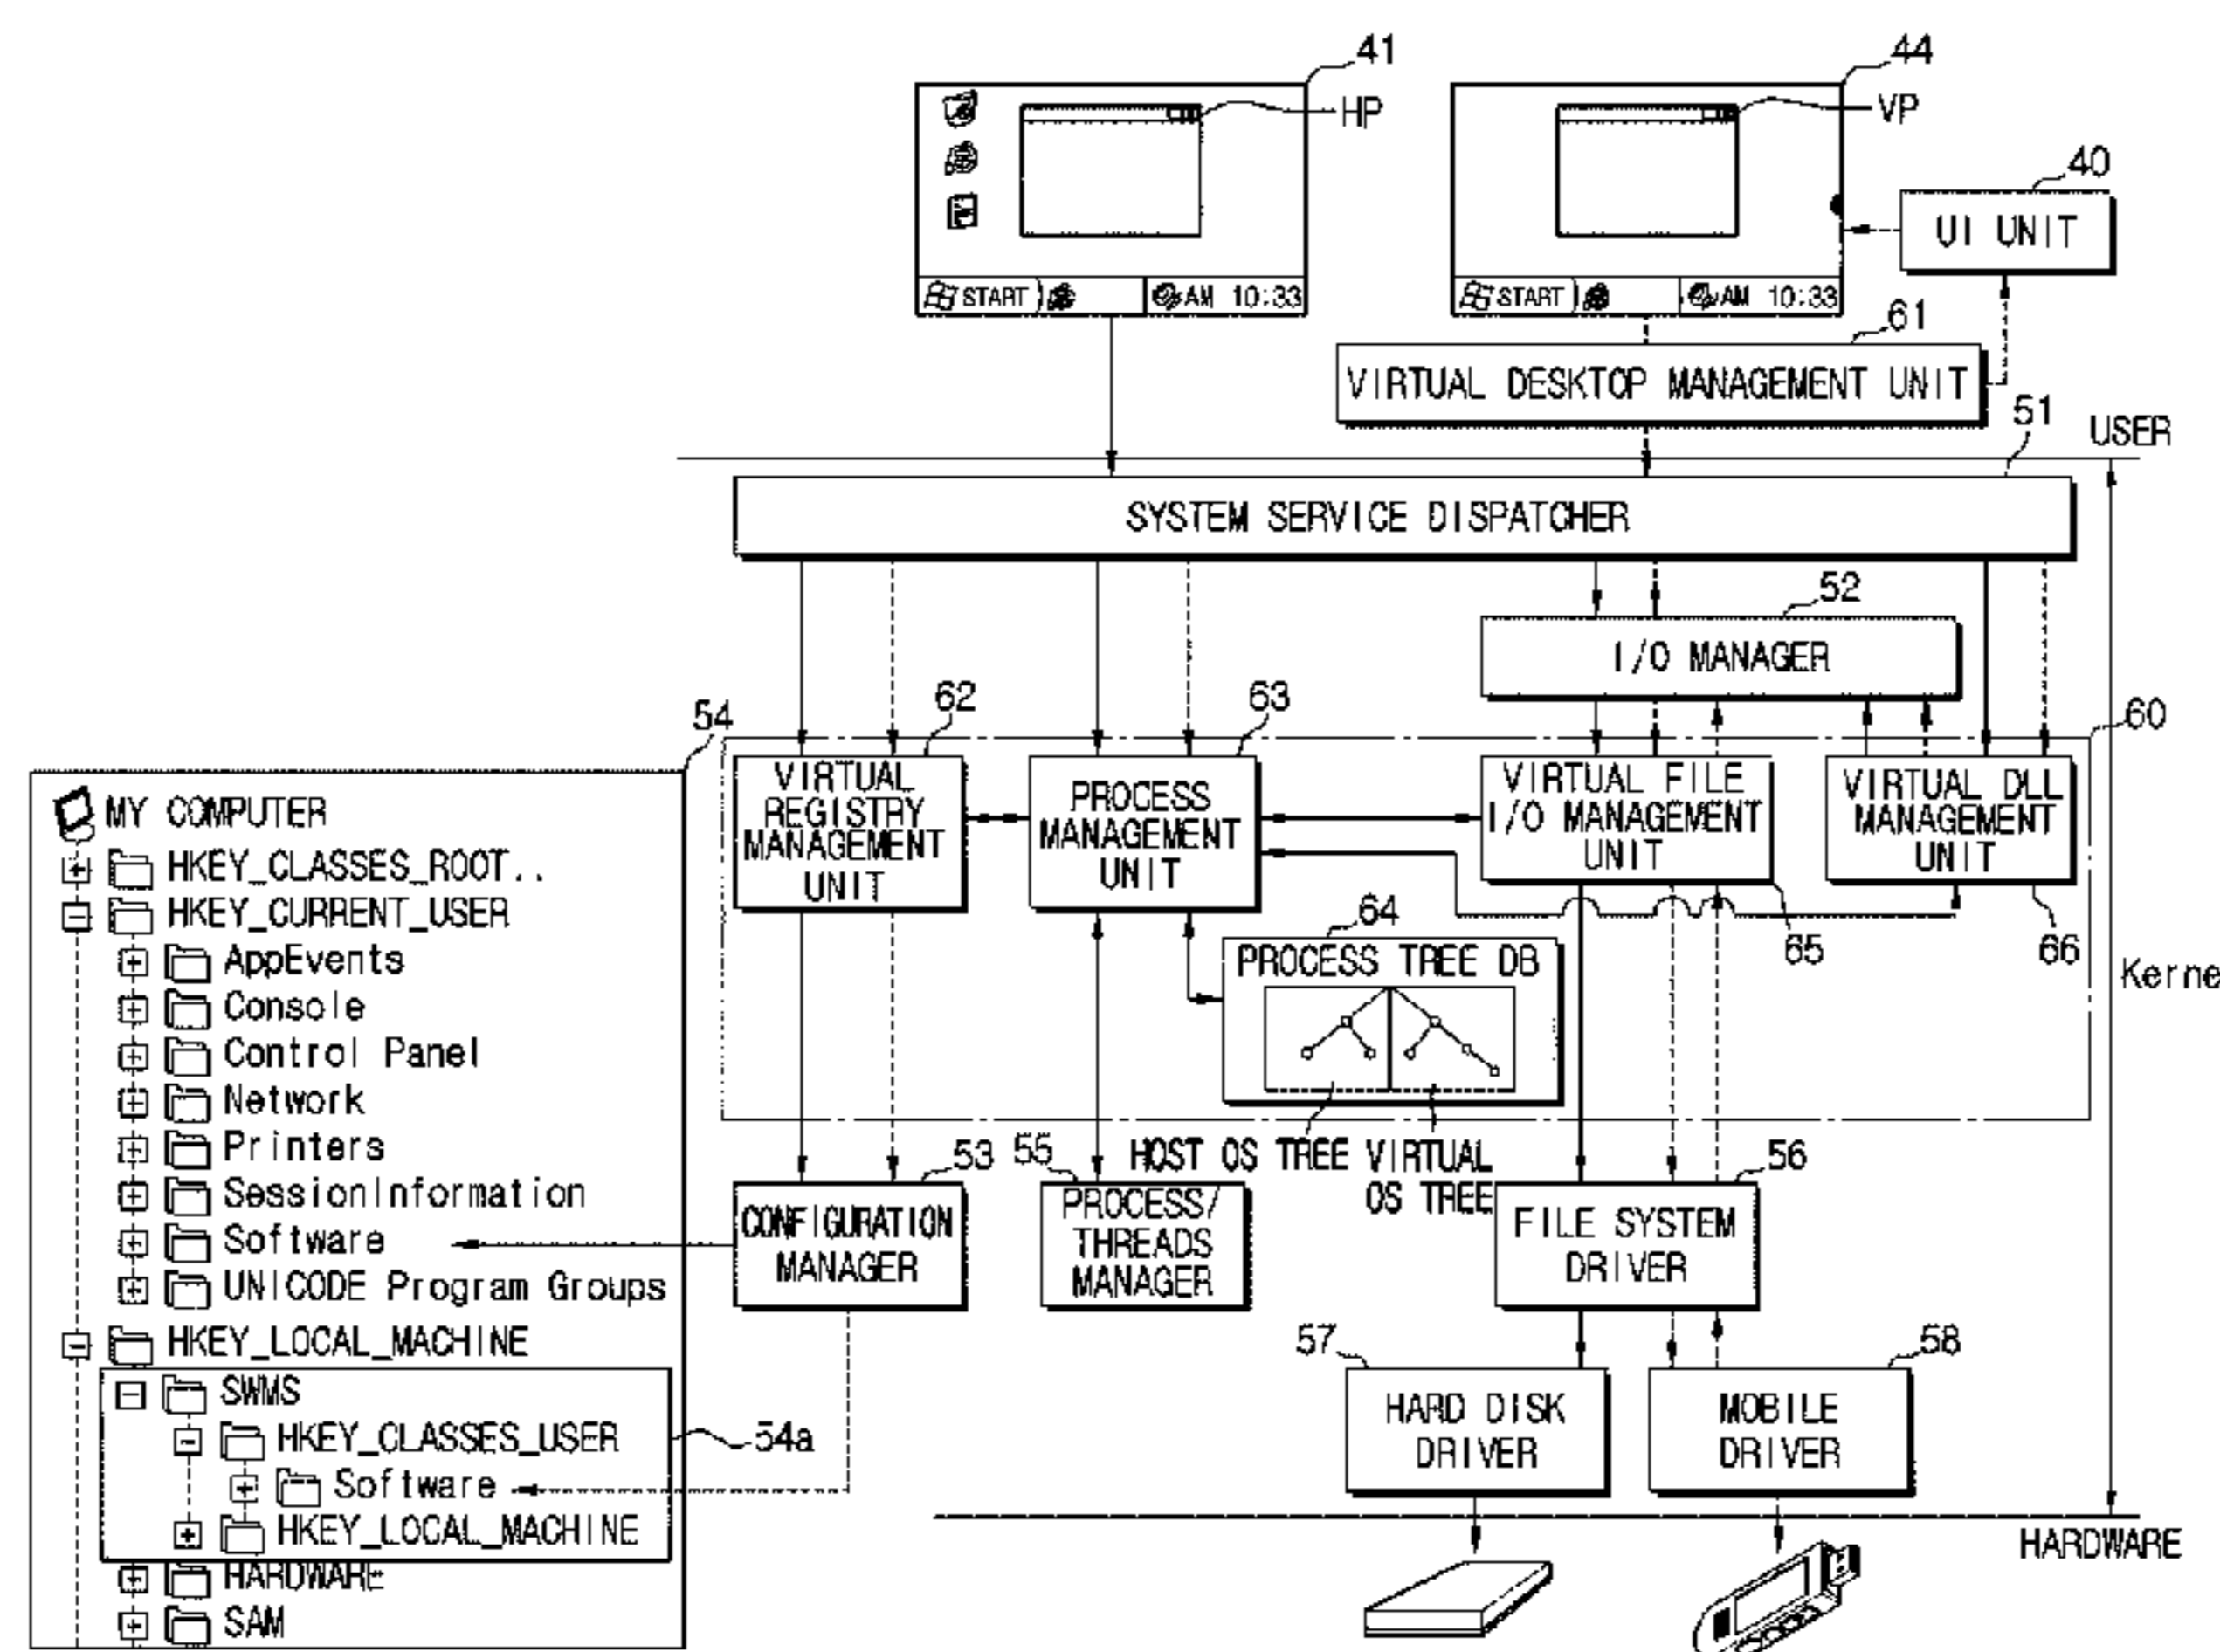 41
44
HP
VP
40
UI UNIT
START
AM 10:33
START
AM 10:33
61
VIRTUAL DESKTOP MANAGEMENT UNIT
51
USER
SYSTEM SERVICE DISPATCHER
52
I/O MANAGER
54
62
63
60
VIRTUAL
REGISTRY
MANAGEMENT
UNIT
PROCESS
MANAGEMENT
UNIT
VIRTUAL FILE
I/O MANAGEMENT
UNIT
VIRTUAL DLL
MANAGEMENT
UNIT
64
65
66
PROCESS TREE DB
Kerne
HOST OS TREE
VIRTUAL
OS TREE
53
55
56
CONFIGURATION
MANAGER
PROCESS/
THREADS
MANAGER
FILE SYSTEM
DRIVER
57
58
HARD DISK
DRIVER
MOBILE
DRIVER
HARDWARE
MY COMPUTER
HKEY_CLASSES_ROOT..
HKEY_CURRENT_USER
AppEvents
Console
Control Panel
Network
Printers
SessionInformation
Software
UNICODE Program Groups
HKEY_LOCAL_MACHINE
SWMS
HKEY_CLASSES_USER
54a
Software
HKEY_LOCAL_MACHINE
HARDWARE
SAM